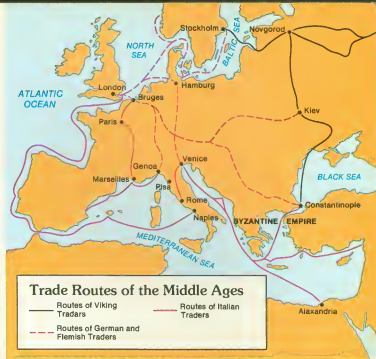 Stockholm
Novgorod
NORTH
SEA
BALTIC SEA
ATLANTIC
OCEAN
London
Hamburg
Bruges
Paris
Kiev
Genoa
Venice
Marseilles
Pisa
BLACK SEA
Rome
Constantinople
Naples
BYZANTINE EMPIRE
MEDITERRANEAN SEA
Trade Routes of the Middle Ages
Routes of Viking
Tradars
Routes of Italian
Traders
Routes of German and
Flemish Traders
Aiaxandria